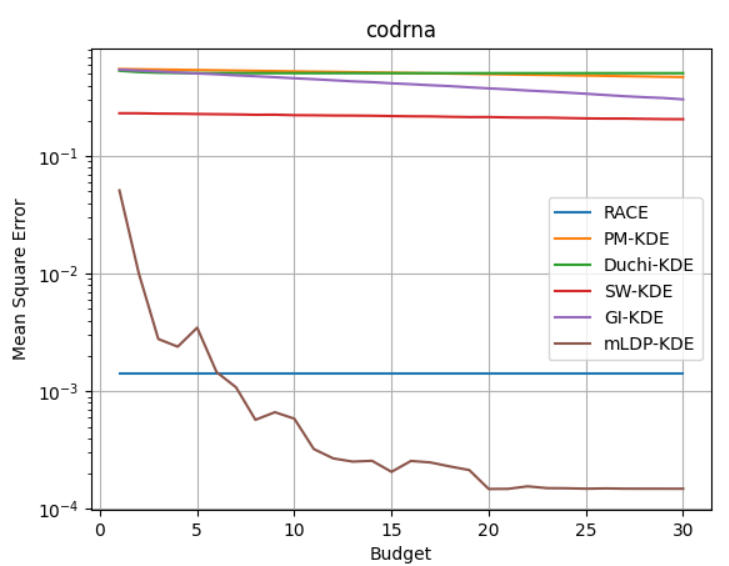 codrna
Mean Square Error
10⁻¹
10⁻²
10⁻³
10⁻⁴
RACE
PM-KDE
Duchi-KDE
SW-KDE
GI-KDE
mLDP-KDE
0 5 10 15 20 25 30
Budget